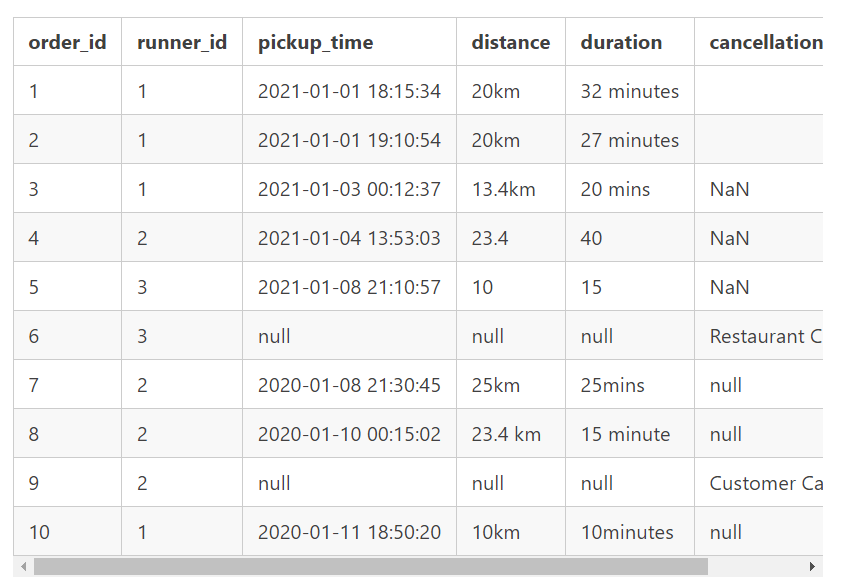 order_id runner_id pickup_time distance duration cancellation
1 1 2021-01-01 18:15:34 20km 32 minutes
2 1 2021-01-01 19:10:54 20km 27 minutes
3 1 2021-01-03 00:12:37 13.4km 20 mins NaN
4 2 2021-01-04 13:53:03 23.4 40 NaN
5 3 2021-01-08 21:10:57 10 15 NaN
6 3 null null null Restaurant C
7 2 2020-01-08 21:30:45 25km 25mins null
8 2 2020-01-10 00:15:02 23.4 km 15 minute null
9 2 null null null Customer Ca
10 1 2020-01-11 18:50:20 10km 10minutes null